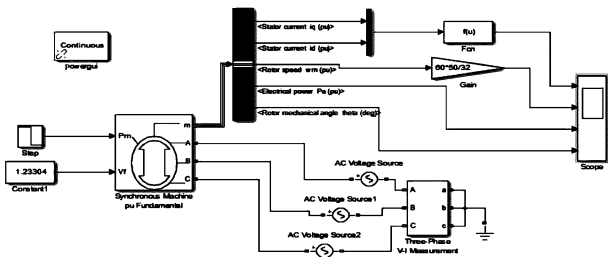 <Stator current iq (pu)>
<Stator current id (pu)>
<Rotor speed wm (pu)>
<Electrical power Pe (pu)>
<Rotor mechanical angle theta (deg)>
f(u)
Fcn
60*50/32
Gain
Scope
Continuous
powergui
Step
1.23304
Constant1
Pm
Vf
m
A
B
C
Synchronous Machine
pu Fundamental
AC Voltage Source
AC Voltage Source1
AC Voltage Source2
A
B
C
a
b
c
Three-Phase
V-I Measurement